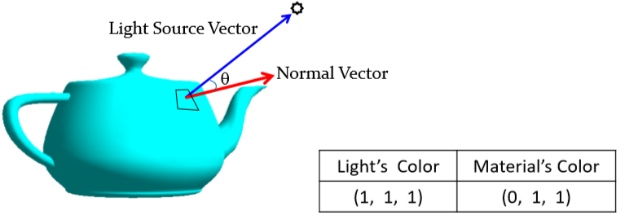 Light Source Vector
θ
Normal Vector
Light's Color Material's Color
(1, 1, 1) (0, 1, 1)